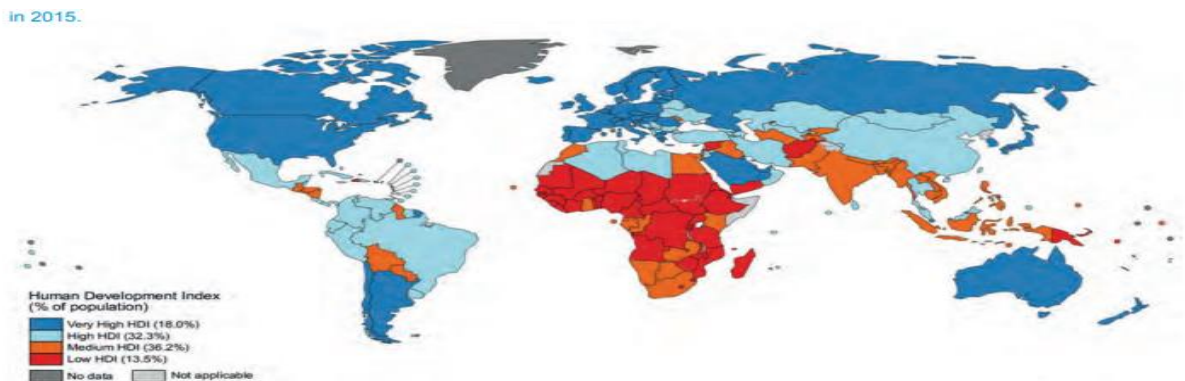 in 2015.
Human Development Index
(% of population)
Very High HDI (18.0%)
High HDI (32.3%)
Medium HDI (36.2%)
Low HDI (13.5%)
No data Not applicable